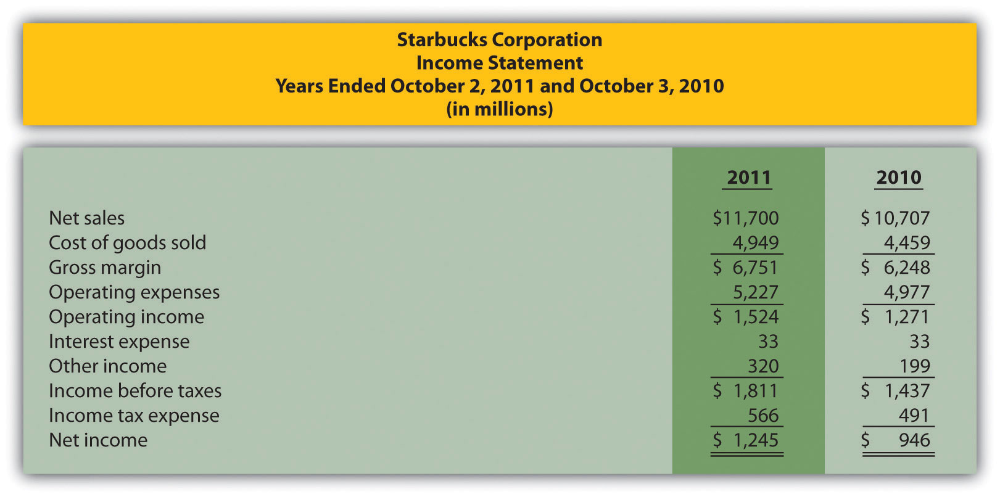 Starbucks Corporation
Income Statement
Years Ended October 2, 2011 and October 3, 2010
(in millions)
2011 2010
Net sales $11,700 $ 10,707
Cost of goods sold 4,949 4,459
Gross margin $ 6,751 $ 6,248
Operating expenses 5,227 4,977
Operating income $ 1,524 $ 1,271
Interest expense 33 33
Other income 320 199
Income before taxes $ 1,811 $ 1,437
Income tax expense 566 491
Net income $ 1,245 $ 946